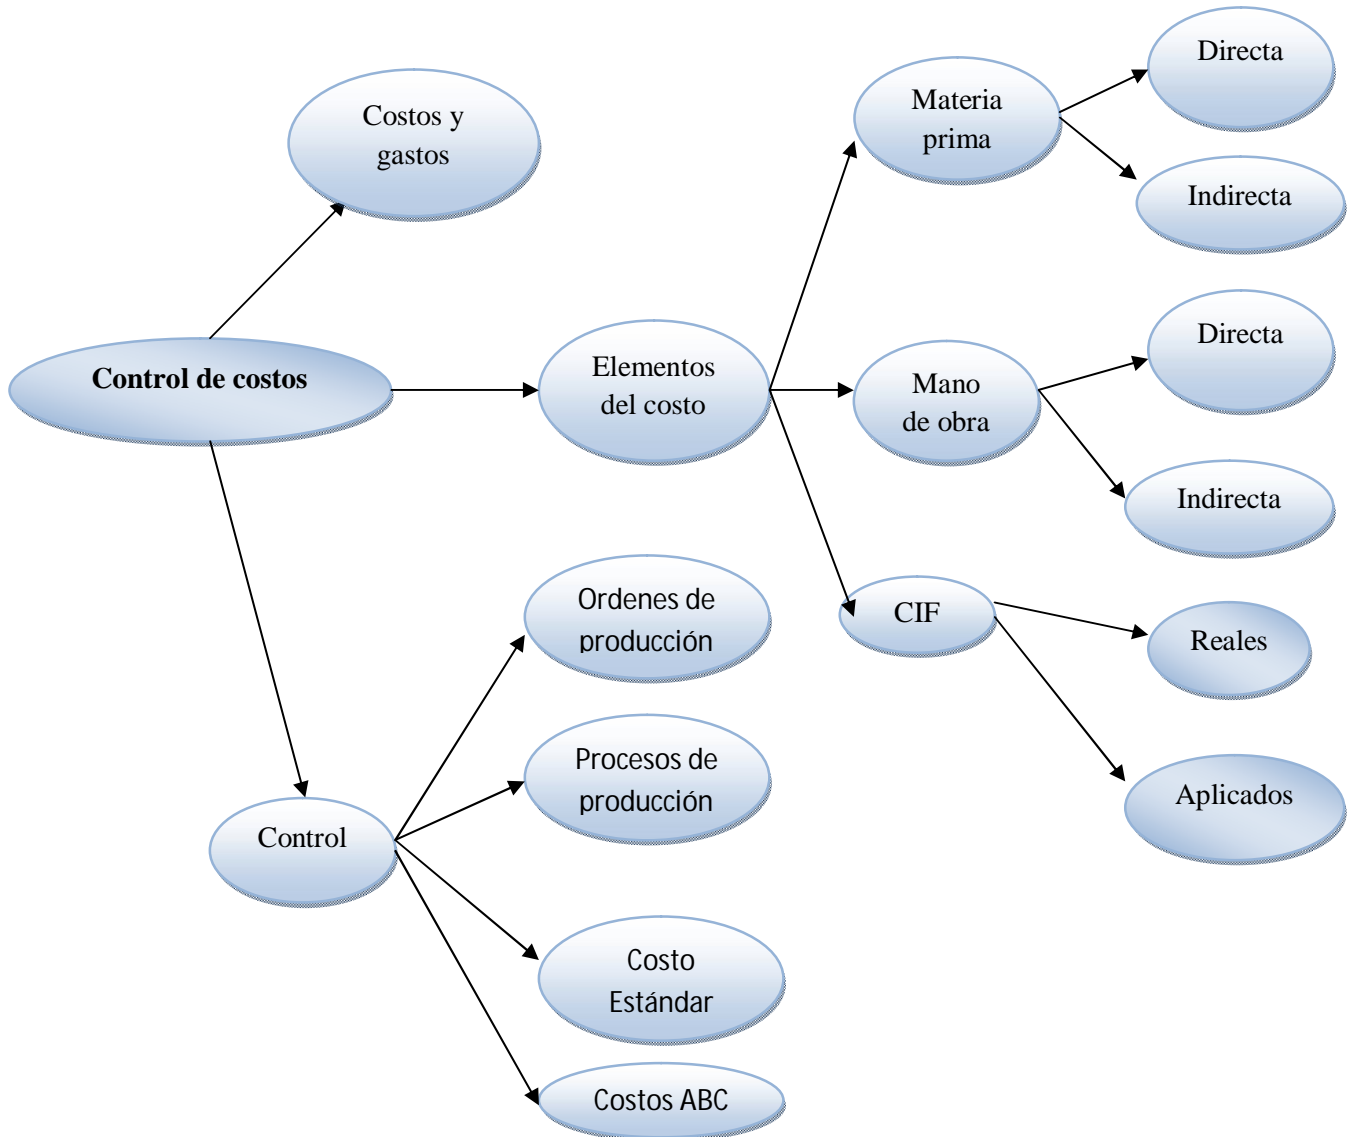 Costos y
gastos
Control de costos
Elementos
del costo
Materia
prima
Directa
Indirecta
Mano
de obra
Directa
Indirecta
CIF
Reales
Aplicados
Control
Ordenes de
producción
Procesos de
producción
Costo
Estándar
Costos ABC